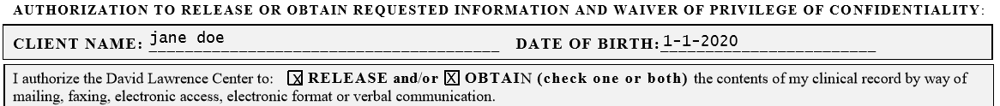 AUTHORIZATION TO RELEASE OR OBTAIN REQUESTED INFORMATION AND WAIVER OF PRIVILEGE OF CONFIDENTIALITY:
CLIENT NAME: jane doe DATE OF BIRTH: 1-1-2020
I authorize the David Lawrence Center to: [X] RELEASE and/or [X] OBTAIN (check one or both) the contents of my clinical record by way of
mailing, faxing, electronic access, electronic format or verbal communication.